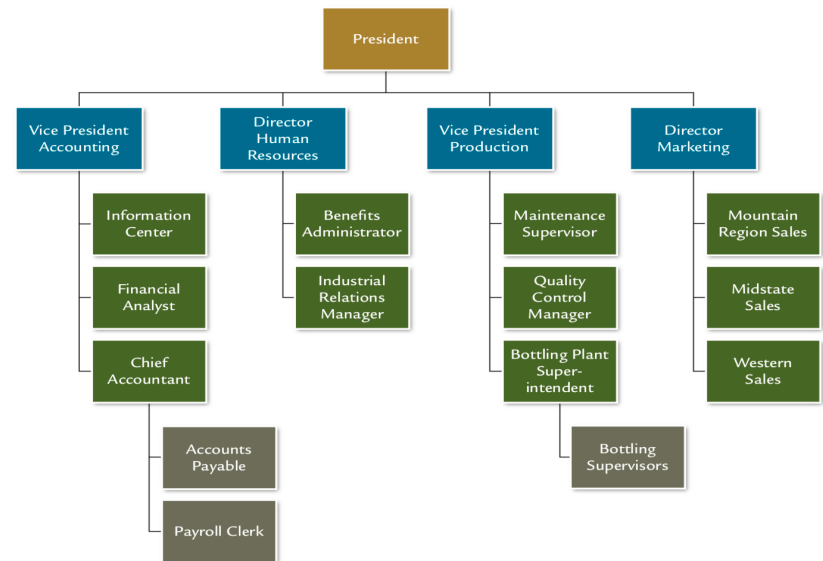 President
Vice President
Accounting
Director
Human
Resources
Vice President
Production
Director
Marketing
Information
Center
Benefits
Administrator
Maintenance
Supervisor
Mountain
Region Sales
Financial
Analyst
Industrial
Relations
Manager
Quality
Control
Manager
Midstate
Sales
Chief
Accountant
Bottling Plant
Super-
intendent
Western
Sales
Accounts
Payable
Bottling
Supervisors
Payroll Clerk